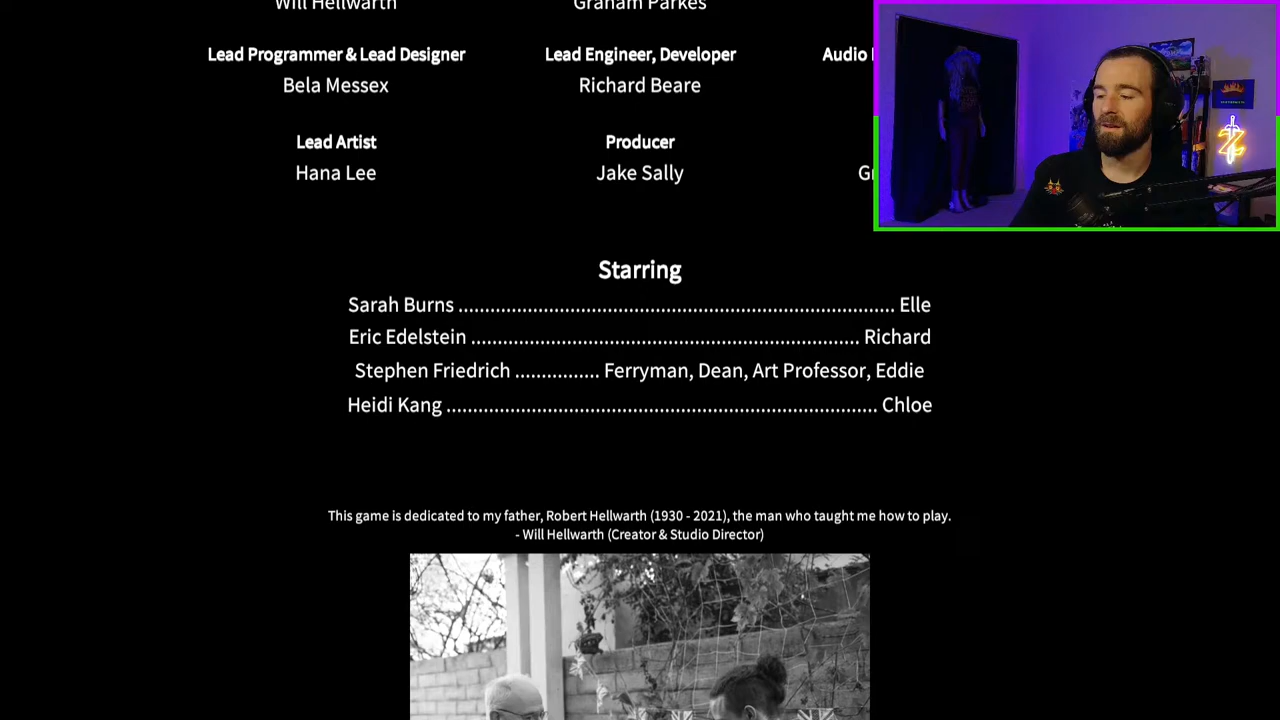 Will Hellwarth Graham Parkes
Lead Programmer & Lead Designer Lead Engineer, Developer Audio
Bela Messex Richard Beare
Lead Artist Producer
Hana Lee Jake Sally
Starring
Sarah Burns .................................................................................. Elle
Eric Edelstein ......................................................................... Richard
Stephen Friedrich ................ Ferryman, Dean, Art Professor, Eddie
Heidi Kang ................................................................................. Chloe
This game is dedicated to my father, Robert Hellwarth (1930 - 2021), the man who taught me how to play.
- Will Hellwarth (Creator & Studio Director)